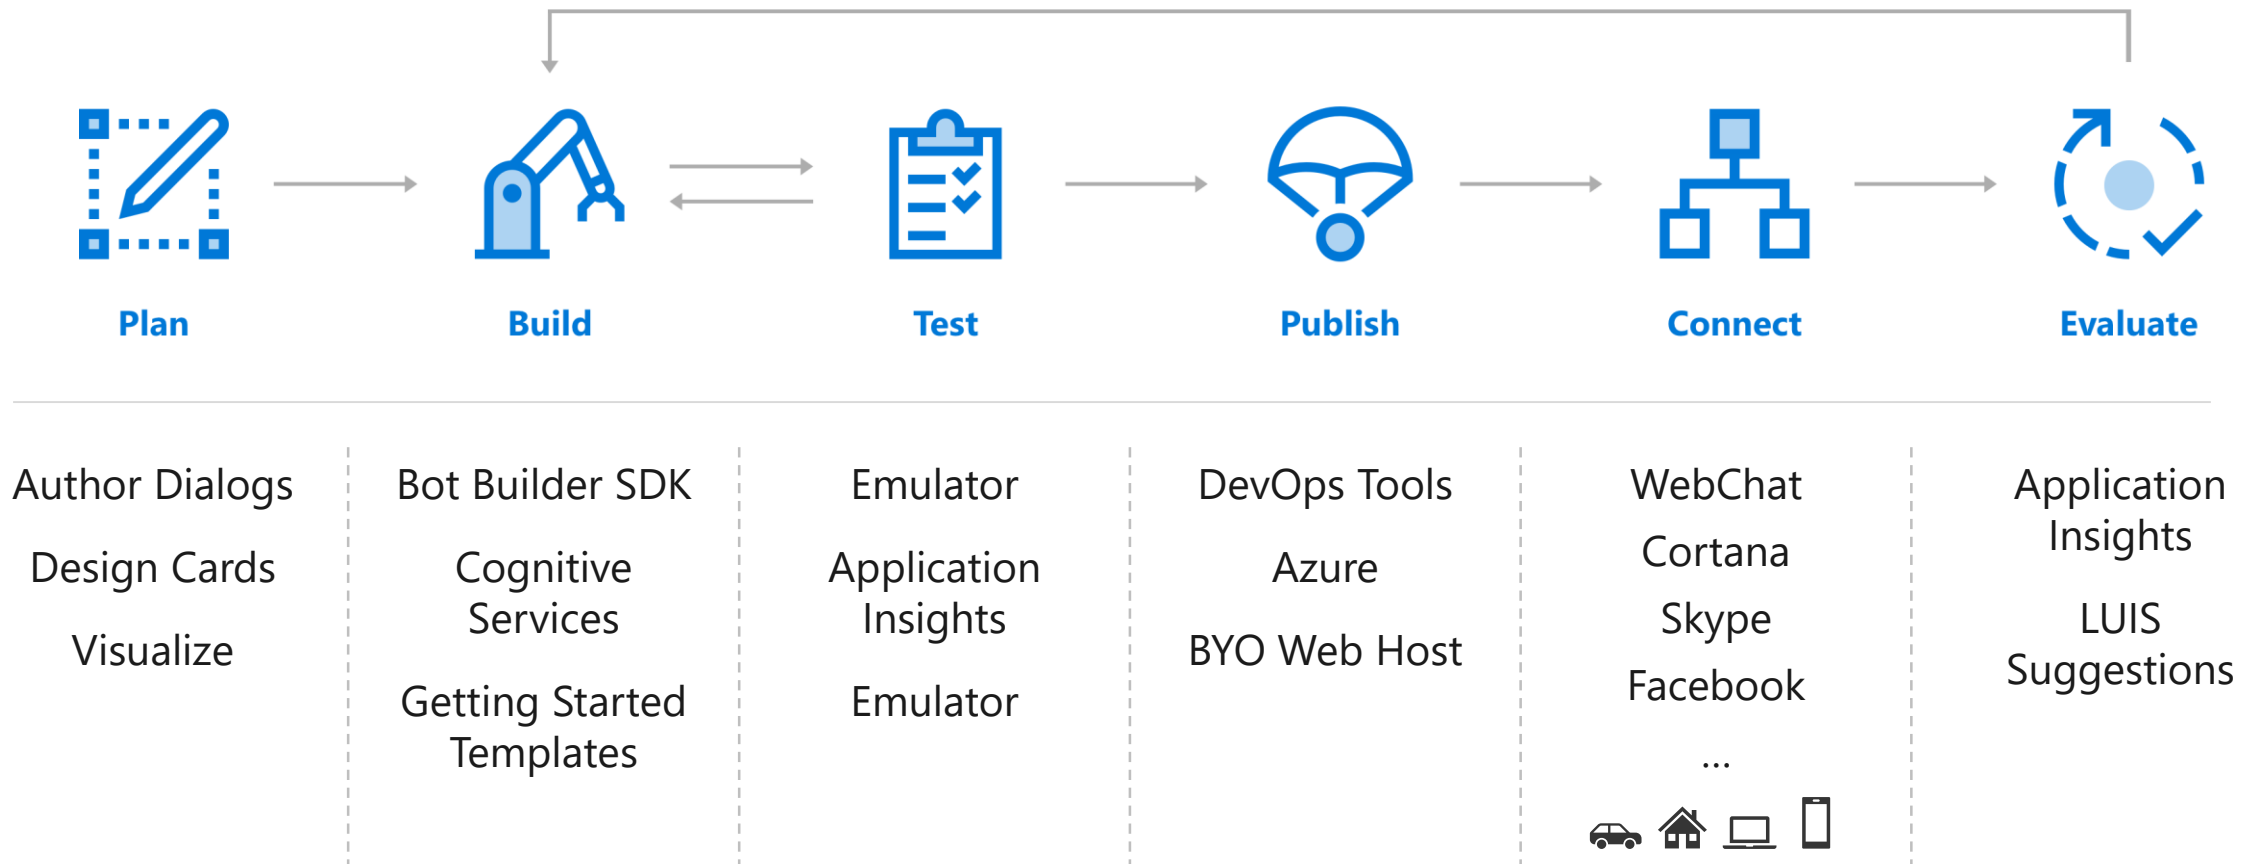 Plan
Build
Test
Publish
Connect
Evaluate
Author Dialogs
Design Cards
Visualize
Bot Builder SDK
Cognitive
Services
Getting Started
Templates
Emulator
Application
Insights
Emulator
DevOps Tools
Azure
BYO Web Host
WebChat
Cortana
Skype
Facebook
...
Application
Insights
LUIS
Suggestions